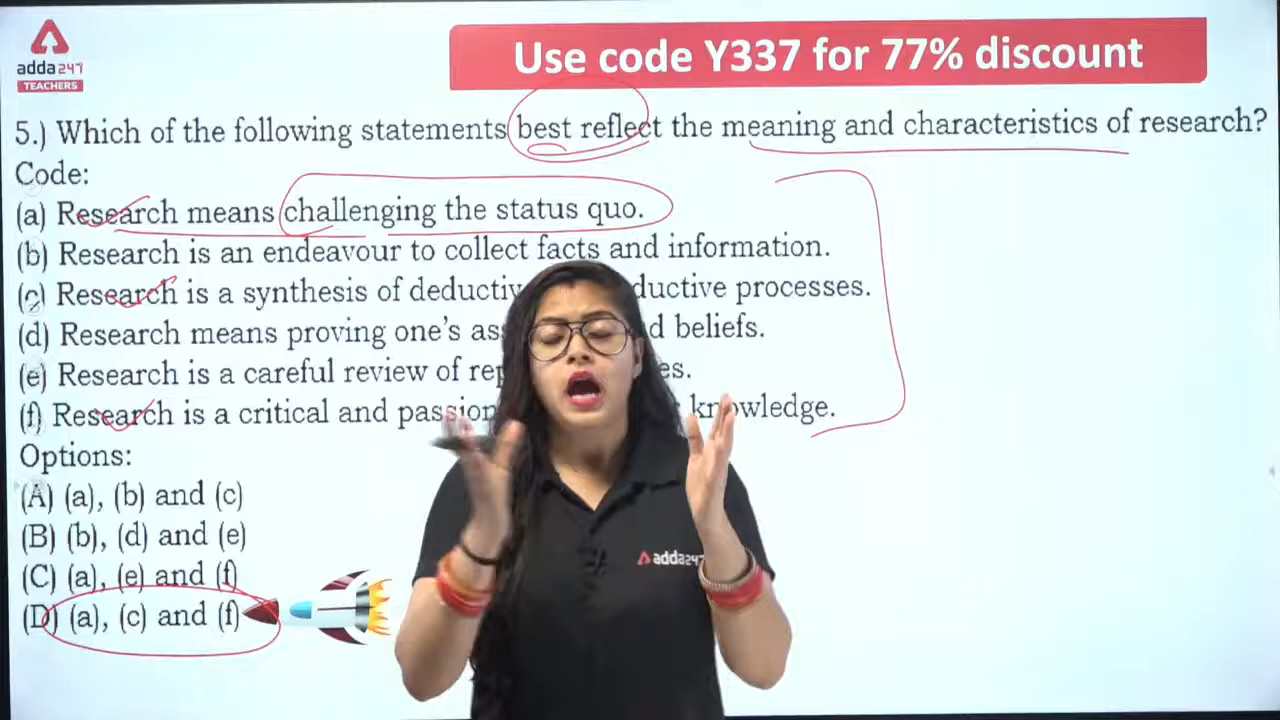 adda247
TEACHERS
Use code Y337 for 77% discount
5.) Which of the following statements best reflect the meaning and characteristics of research?
Code:
(a) Research means challenging the status quo.
(b) Research is an endeavour to collect facts and information.
(c) Research is a synthesis of deductiv ductive processes.
(d) Research means proving one's as d beliefs.
(e) Research is a careful review of rep es.
(f) Research is a critical and passion knowledge.
Options:
(A) (a), (b) and (c)
(B) (b), (d) and (e)
(C) (a), (e) and (f)
(D) (a), (c) and (f)
adda247